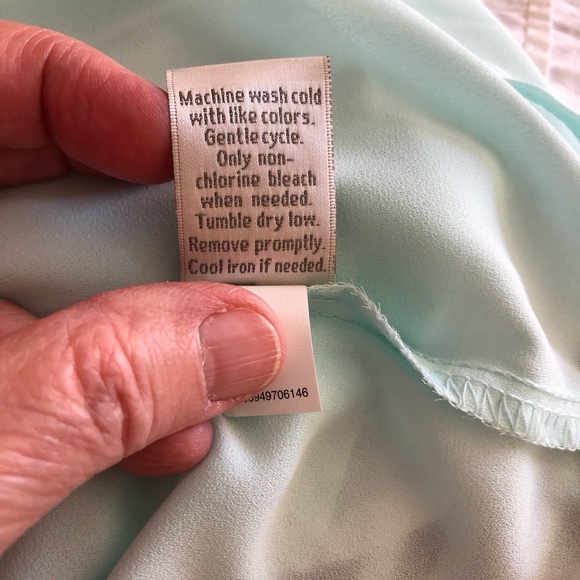 Machine wash cold
with like colors.
Gentle cycle.
Only non-
chlorine bleach
when needed.
Tumble dry low.
Remove promptly.
Cool iron if needed.
949706146